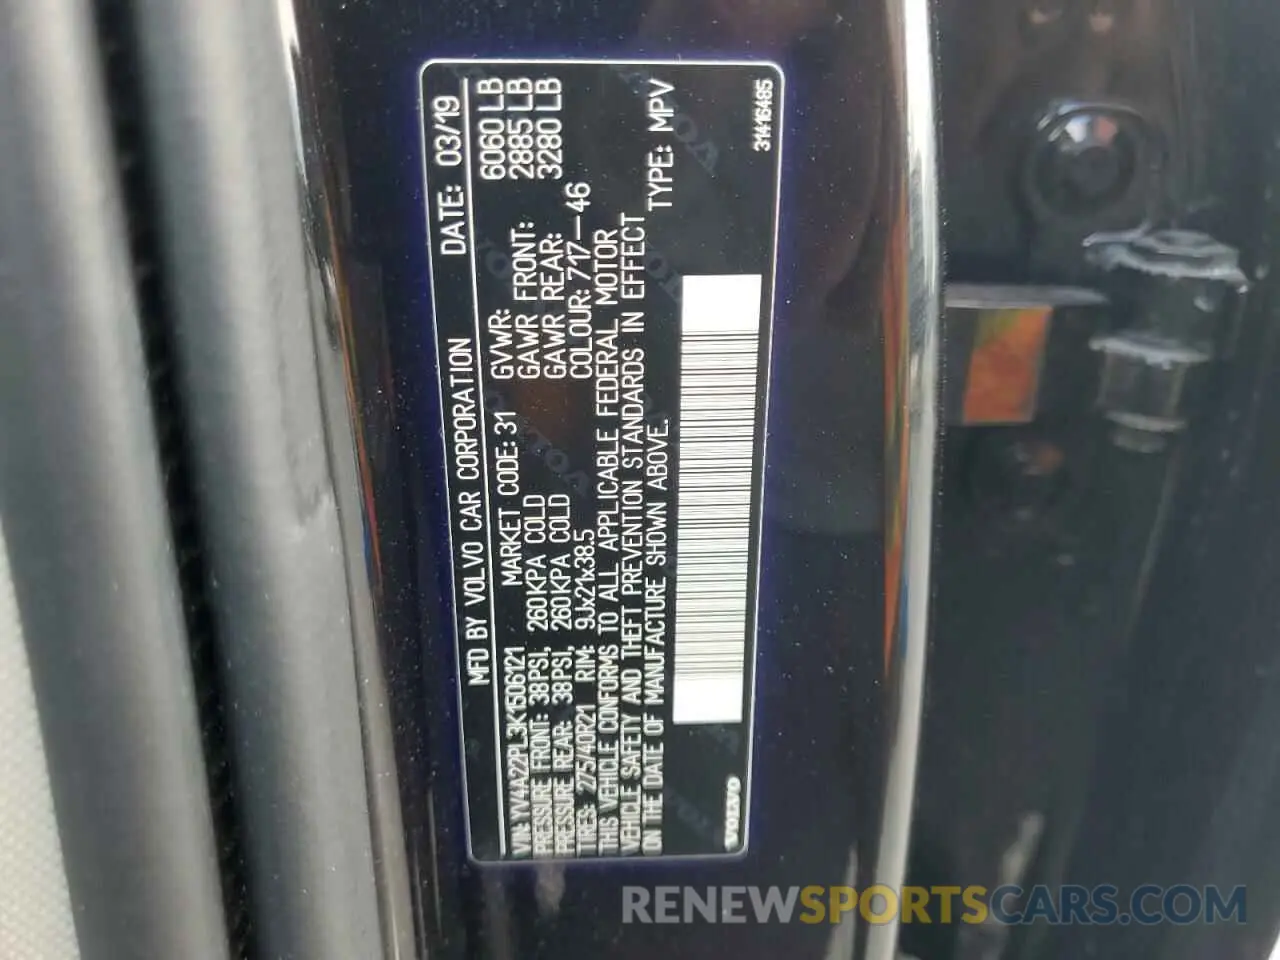 MFD BY VOLVO CAR CORPORATION DATE: 03/19
VIN: YV4A22PL3K1506121 MARKET CODE: 31 GVWR: 6060 LB
PRESSURE FRONT: 38PSI, 260KPA COLD GAWR FRONT: 2885 LB
PRESSURE REAR: 38PSI, 260KPA COLD GAWR REAR: 3280 LB
TIRES: 275/40R21 RIM: 9Jx21x38.5 COLOUR: 717-46
THIS VEHICLE CONFORMS TO ALL APPLICABLE FEDERAL MOTOR
VEHICLE SAFETY AND THEFT PREVENTION STANDARDS IN EFFECT
ON THE DATE OF MANUFACTURE SHOWN ABOVE. TYPE: MPV
VOLVO
31416485
RENEWSPORTSCARS.COM